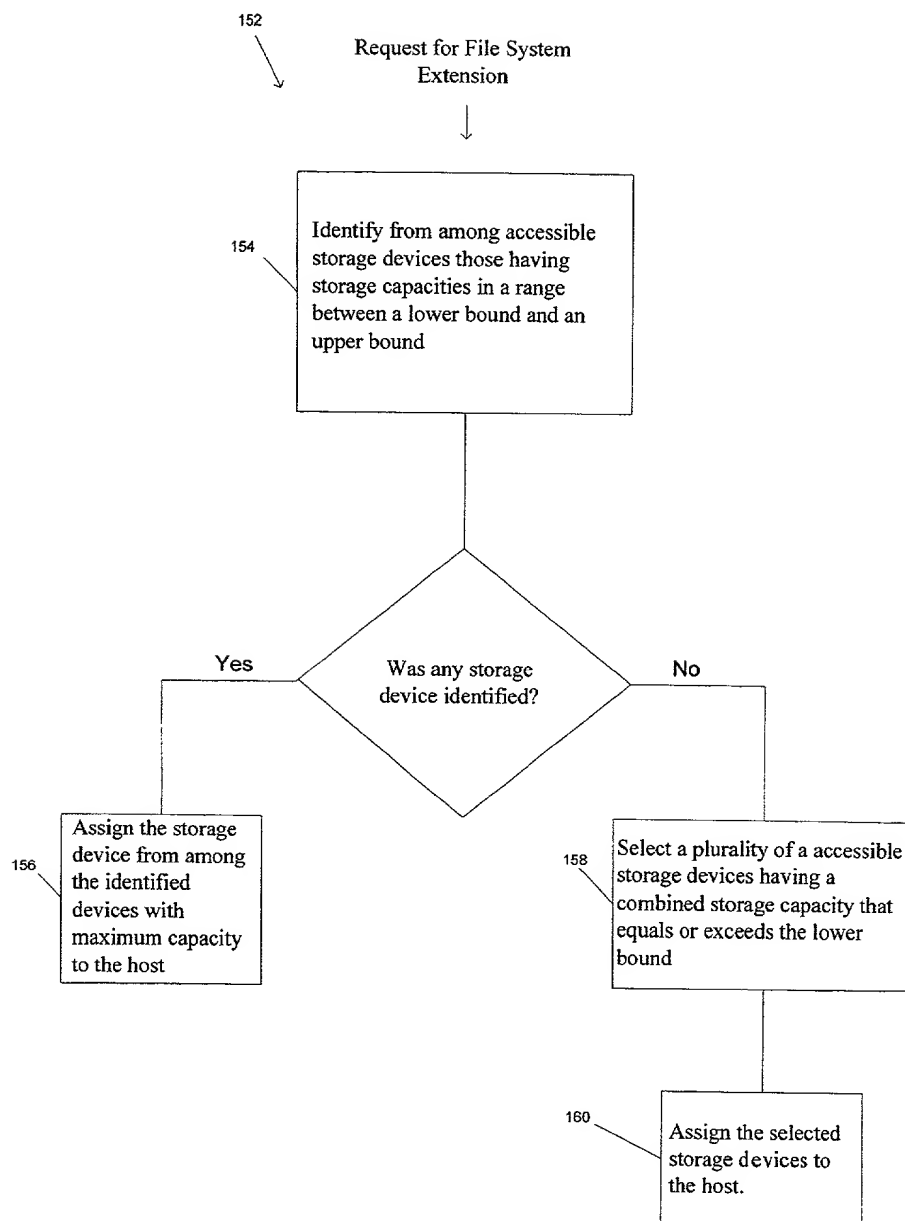 152
Request for File System
Extension
154
Identify from among accessible
storage devices those having
storage capacities in a range
between a lower bound and an
upper bound
Was any storage
device identified?
Yes
No
156
Assign the storage
device from among
the identified
devices with
maximum capacity
to the host
158
Select a plurality of a accessible
storage devices having a
combined storage capacity that
equals or exceeds the lower
bound
160
Assign the selected
storage devices to
the host.